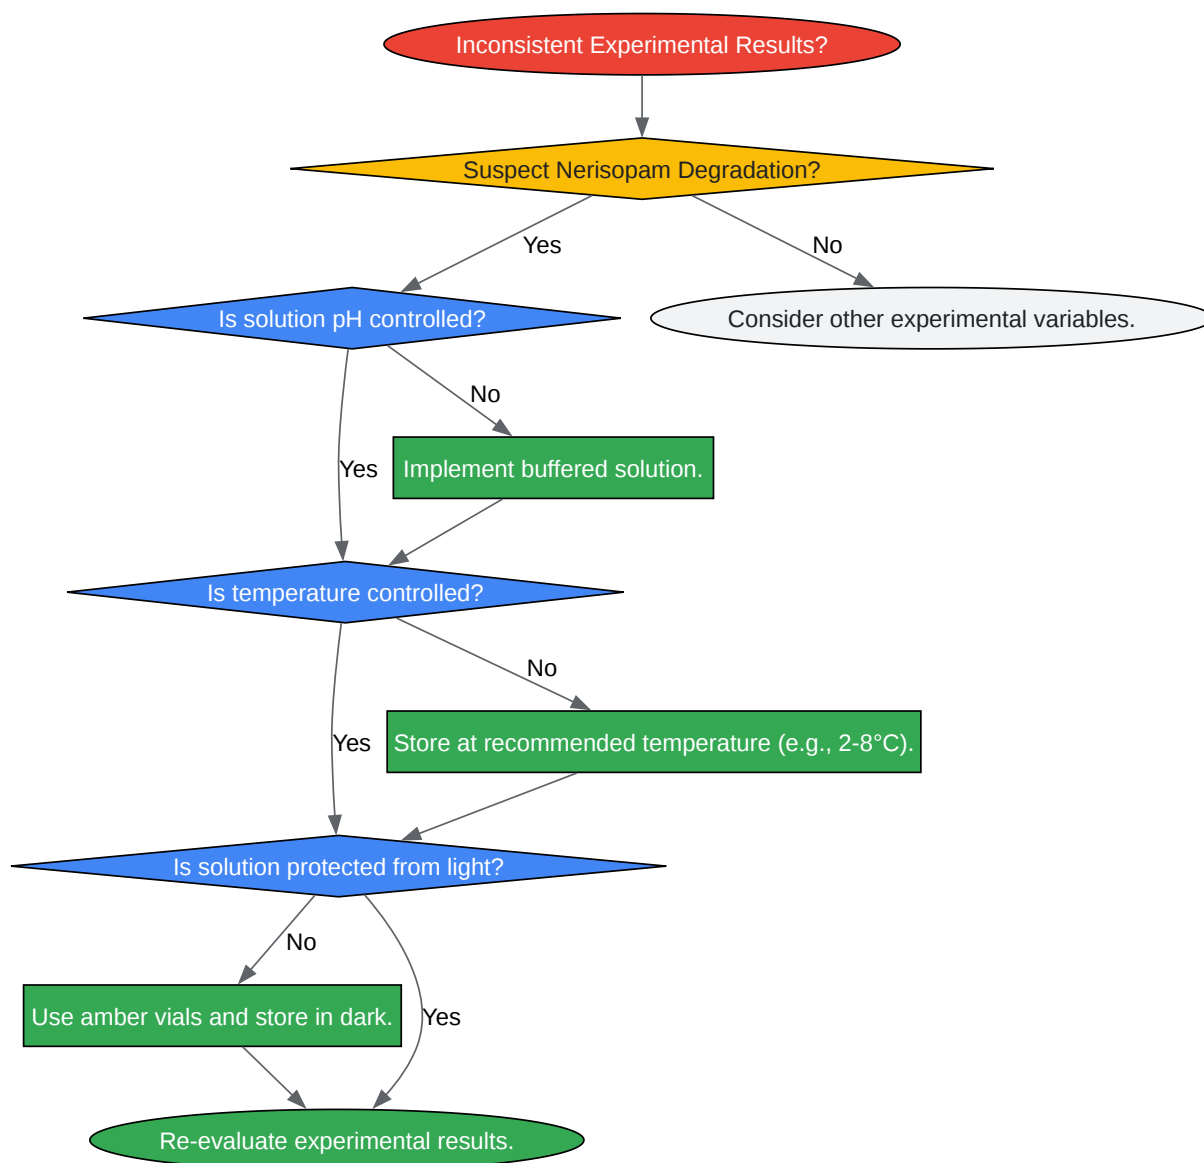 Inconsistent Experimental Results?
Suspect Nerisopam Degradation?
Yes
No
Is solution pH controlled?
Consider other experimental variables.
No
Yes
Implement buffered solution.
Is temperature controlled?
No
Yes
Store at recommended temperature (e.g., 2-8°C).
Is solution protected from light?
No
Use amber vials and store in dark.
Yes
Re-evaluate experimental results.